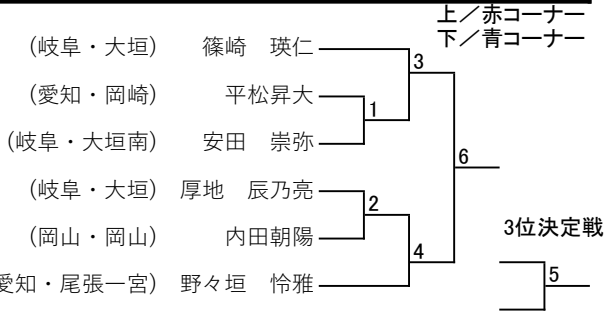 上／赤コーナー
下／青コーナー
(岐阜・大垣) 篠崎 瑛仁
3
(愛知・岡崎) 平松昇大
1
(岐阜・大垣南) 安田 崇弥
6
(岐阜・大垣) 厚地 辰乃亮
2
(岡山・岡山) 内田朝陽
3位決定戦
4
愛知・尾張一宮) 野々垣 怜雅
5